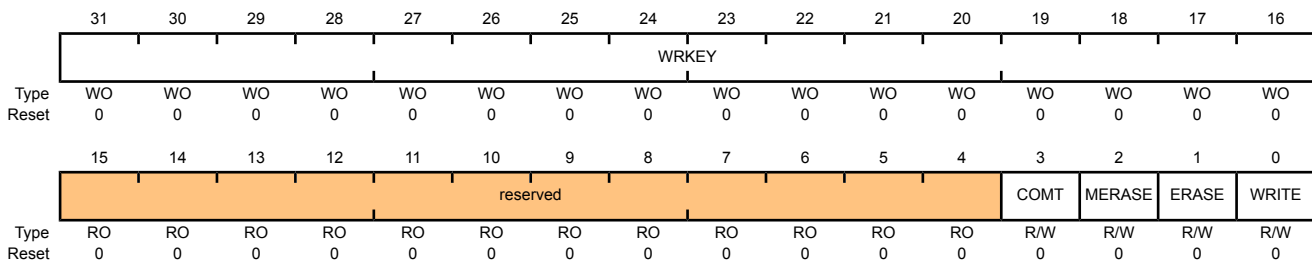 31 30 29 28 27 26 25 24 23 22 21 20 19 18 17 16
WRKEY
Type WO WO WO WO WO WO WO WO WO WO WO WO WO WO WO WO
Reset 0 0 0 0 0 0 0 0 0 0 0 0 0 0 0 0
15 14 13 12 11 10 9 8 7 6 5 4 3 2 1 0
reserved COMT MERASE ERASE WRITE
Type RO RO RO RO RO RO RO RO RO RO RO RO R/W R/W R/W R/W
Reset 0 0 0 0 0 0 0 0 0 0 0 0 0 0 0 0